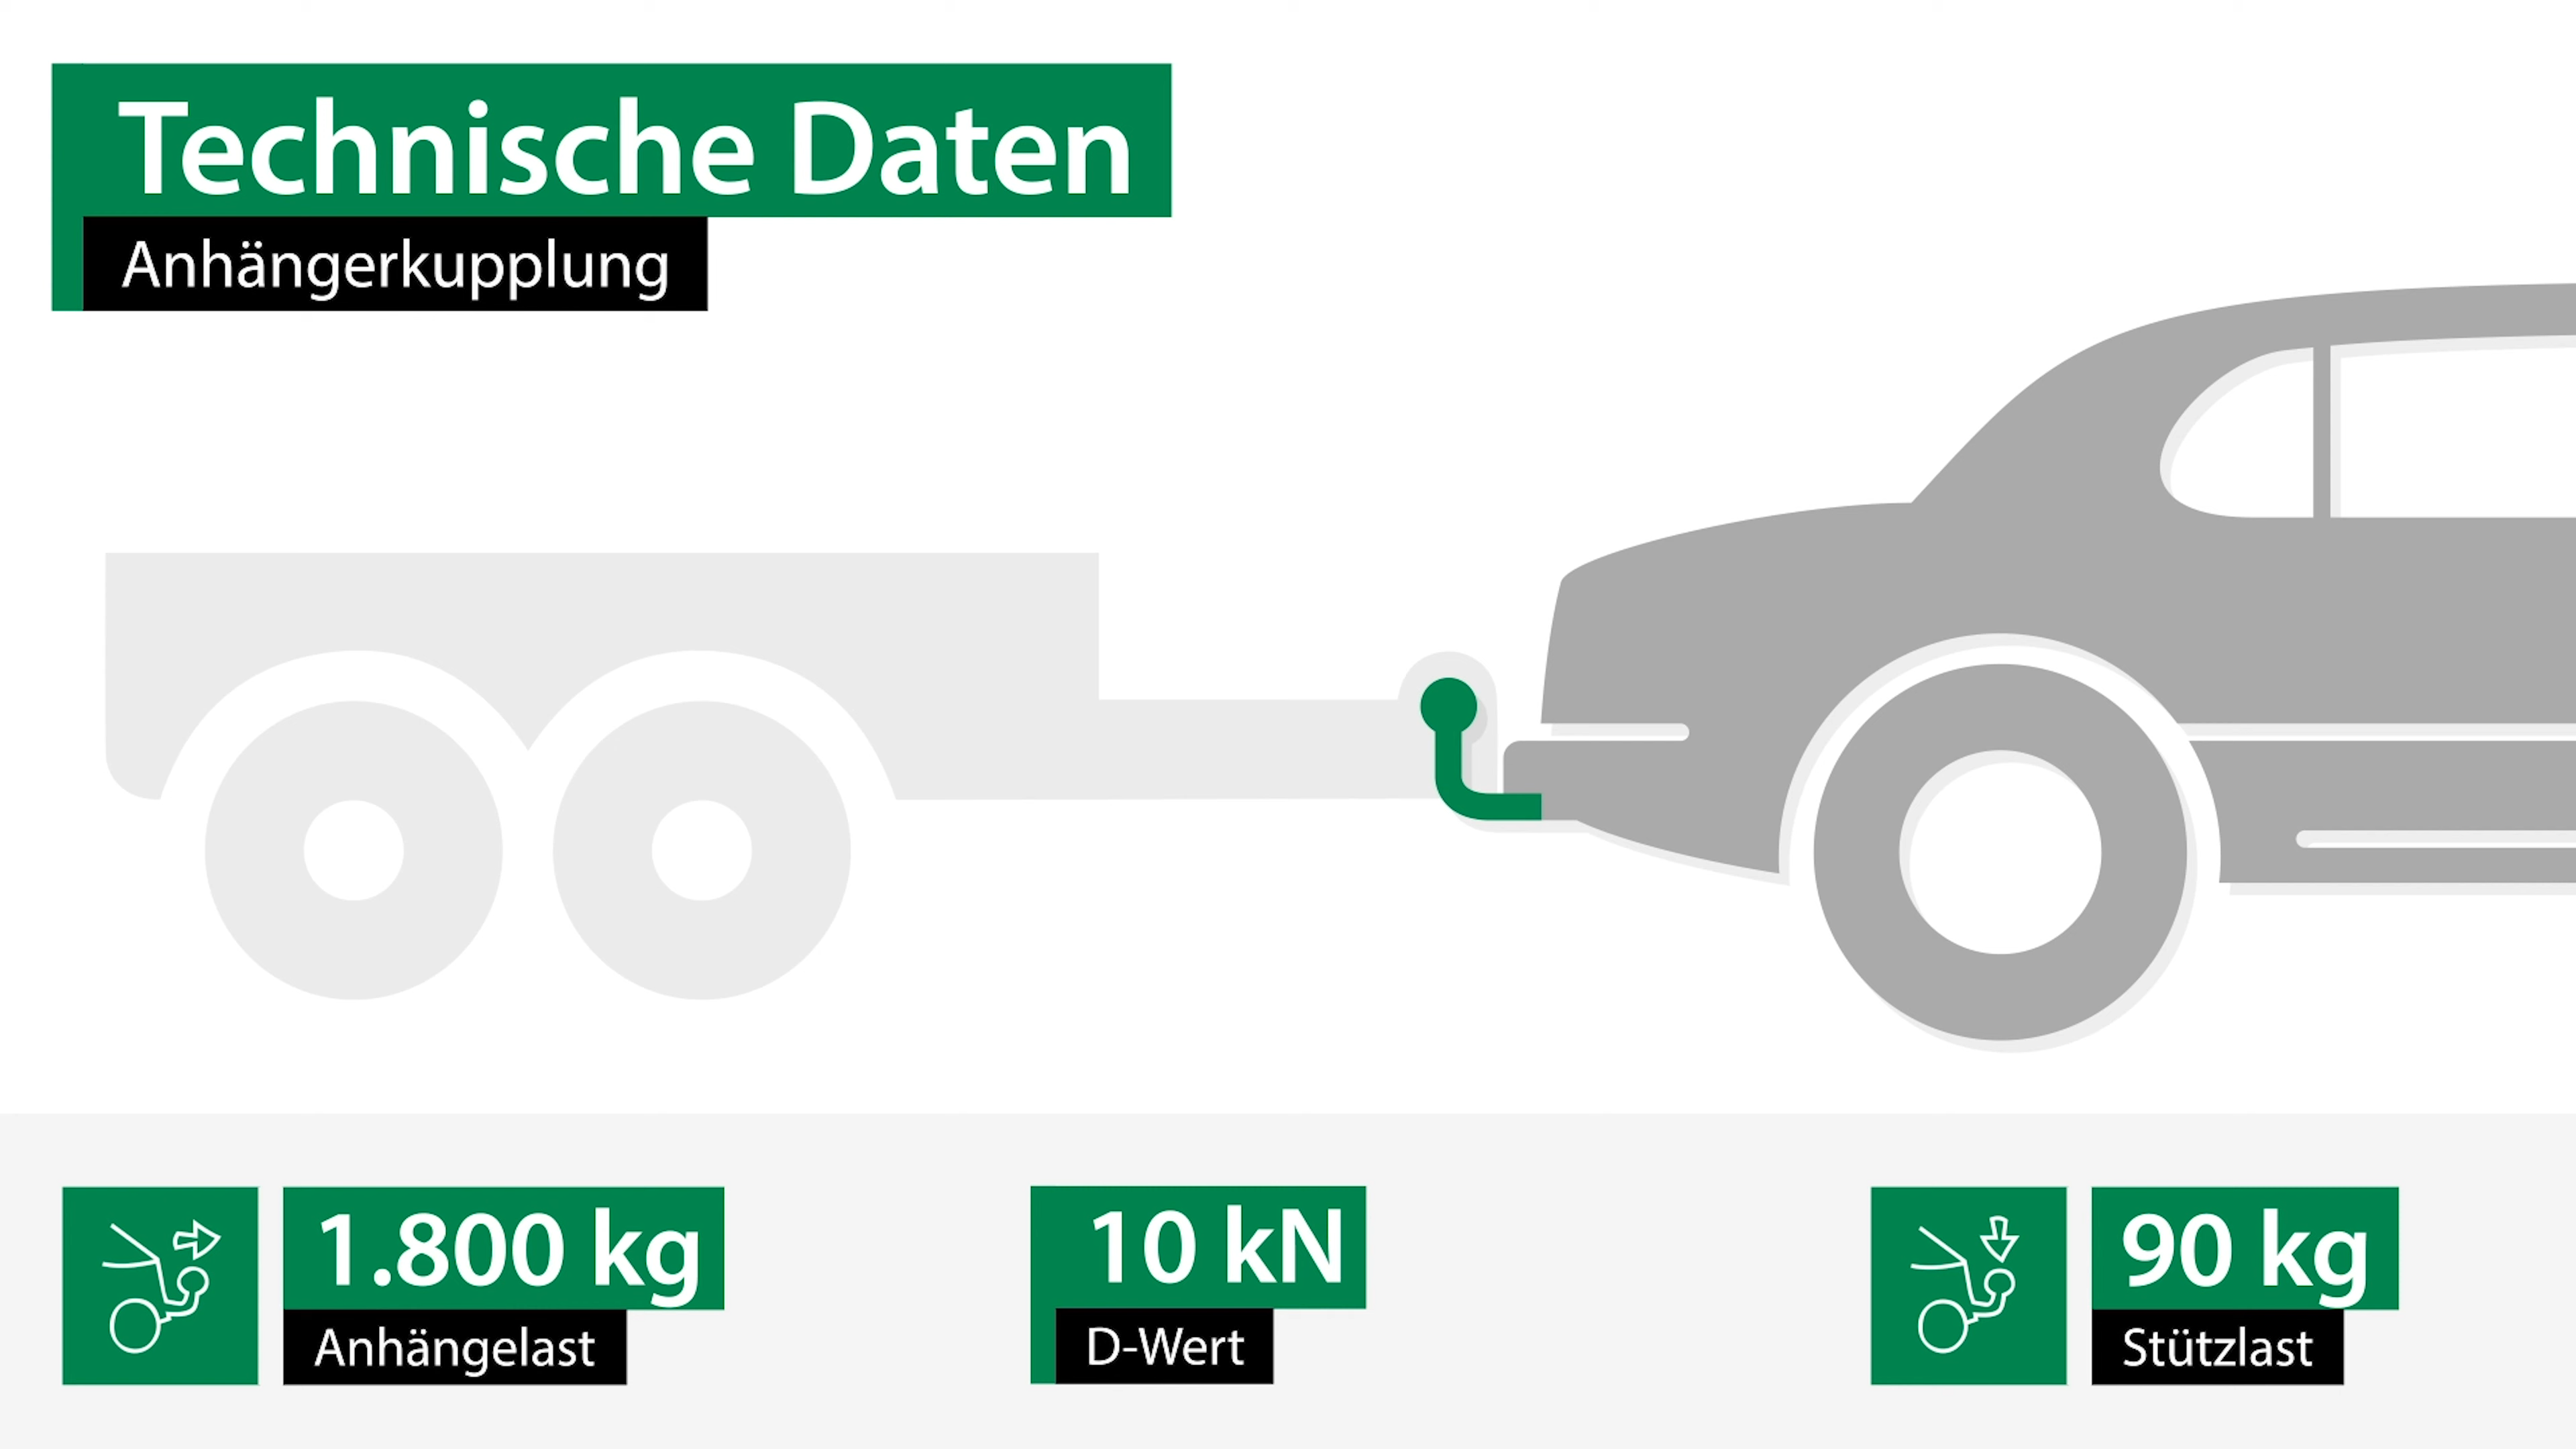 Technische Daten
Anhängerkupplung
1.800 kg
Anhängelast
10 kN
D-Wert
90 kg
Stützlast